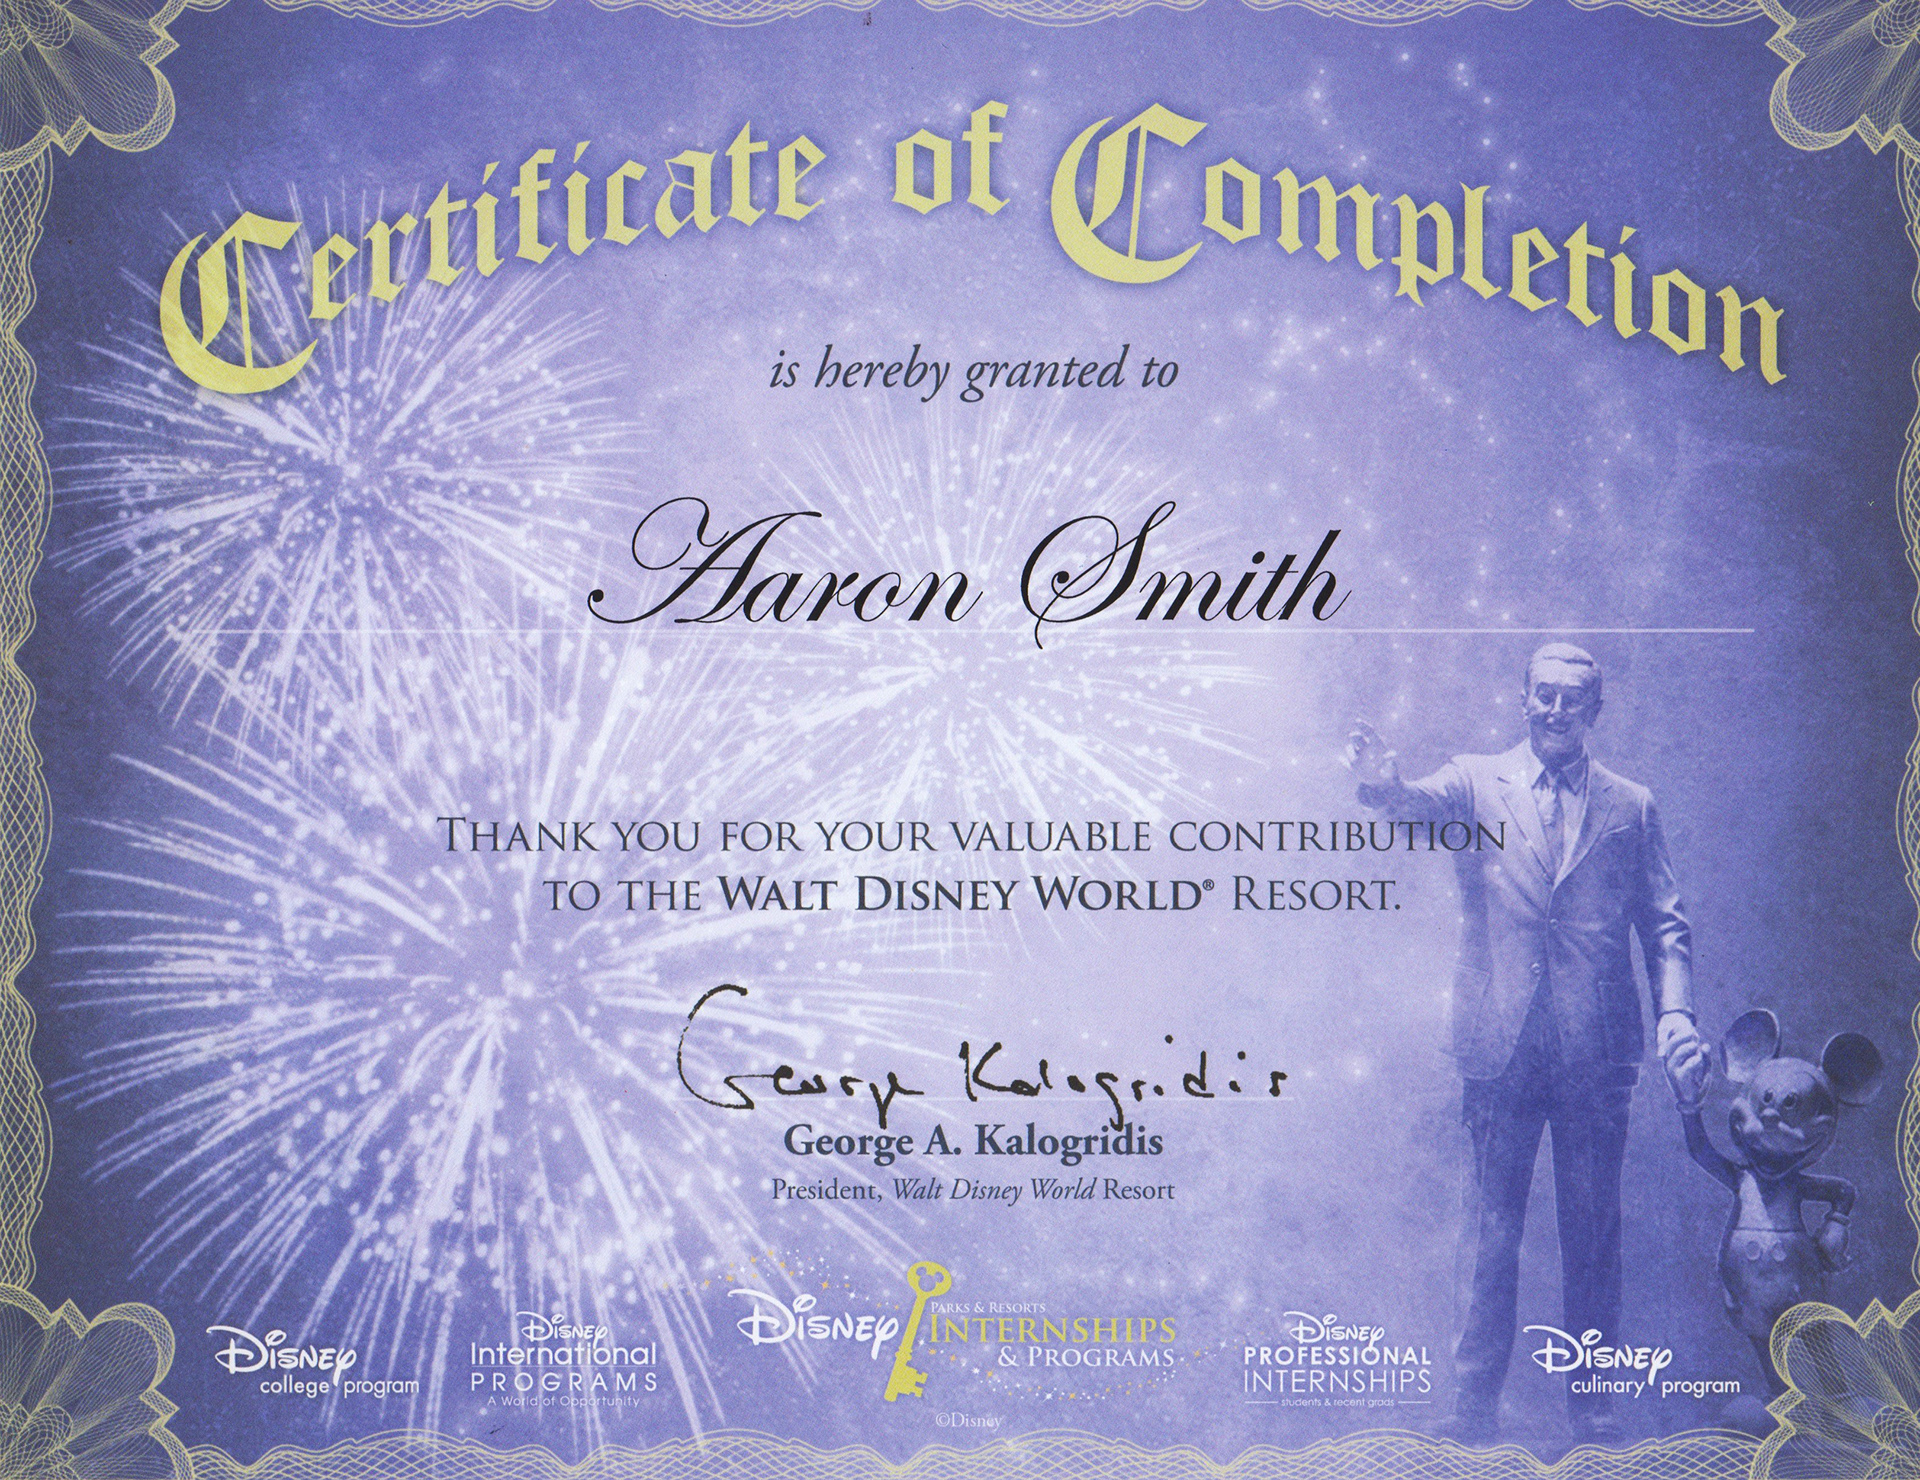 Certificate of Completion
is hereby granted to
Aaron Smith
THANK YOU FOR YOUR VALUABLE CONTRIBUTION
TO THE WALT DISNEY WORLD® RESORT.
George Kalogridis
George A. Kalogridis
President, Walt Disney World Resort
Disney
college program
Disney
International
PROGRAMS
A World of Opportunity
Disney
PARKS & RESORTS
INTERNSHIPS
& PROGRAMS
Disney
PROFESSIONAL
INTERNSHIPS
students & recent grads
Disney
culinary program
©Disney